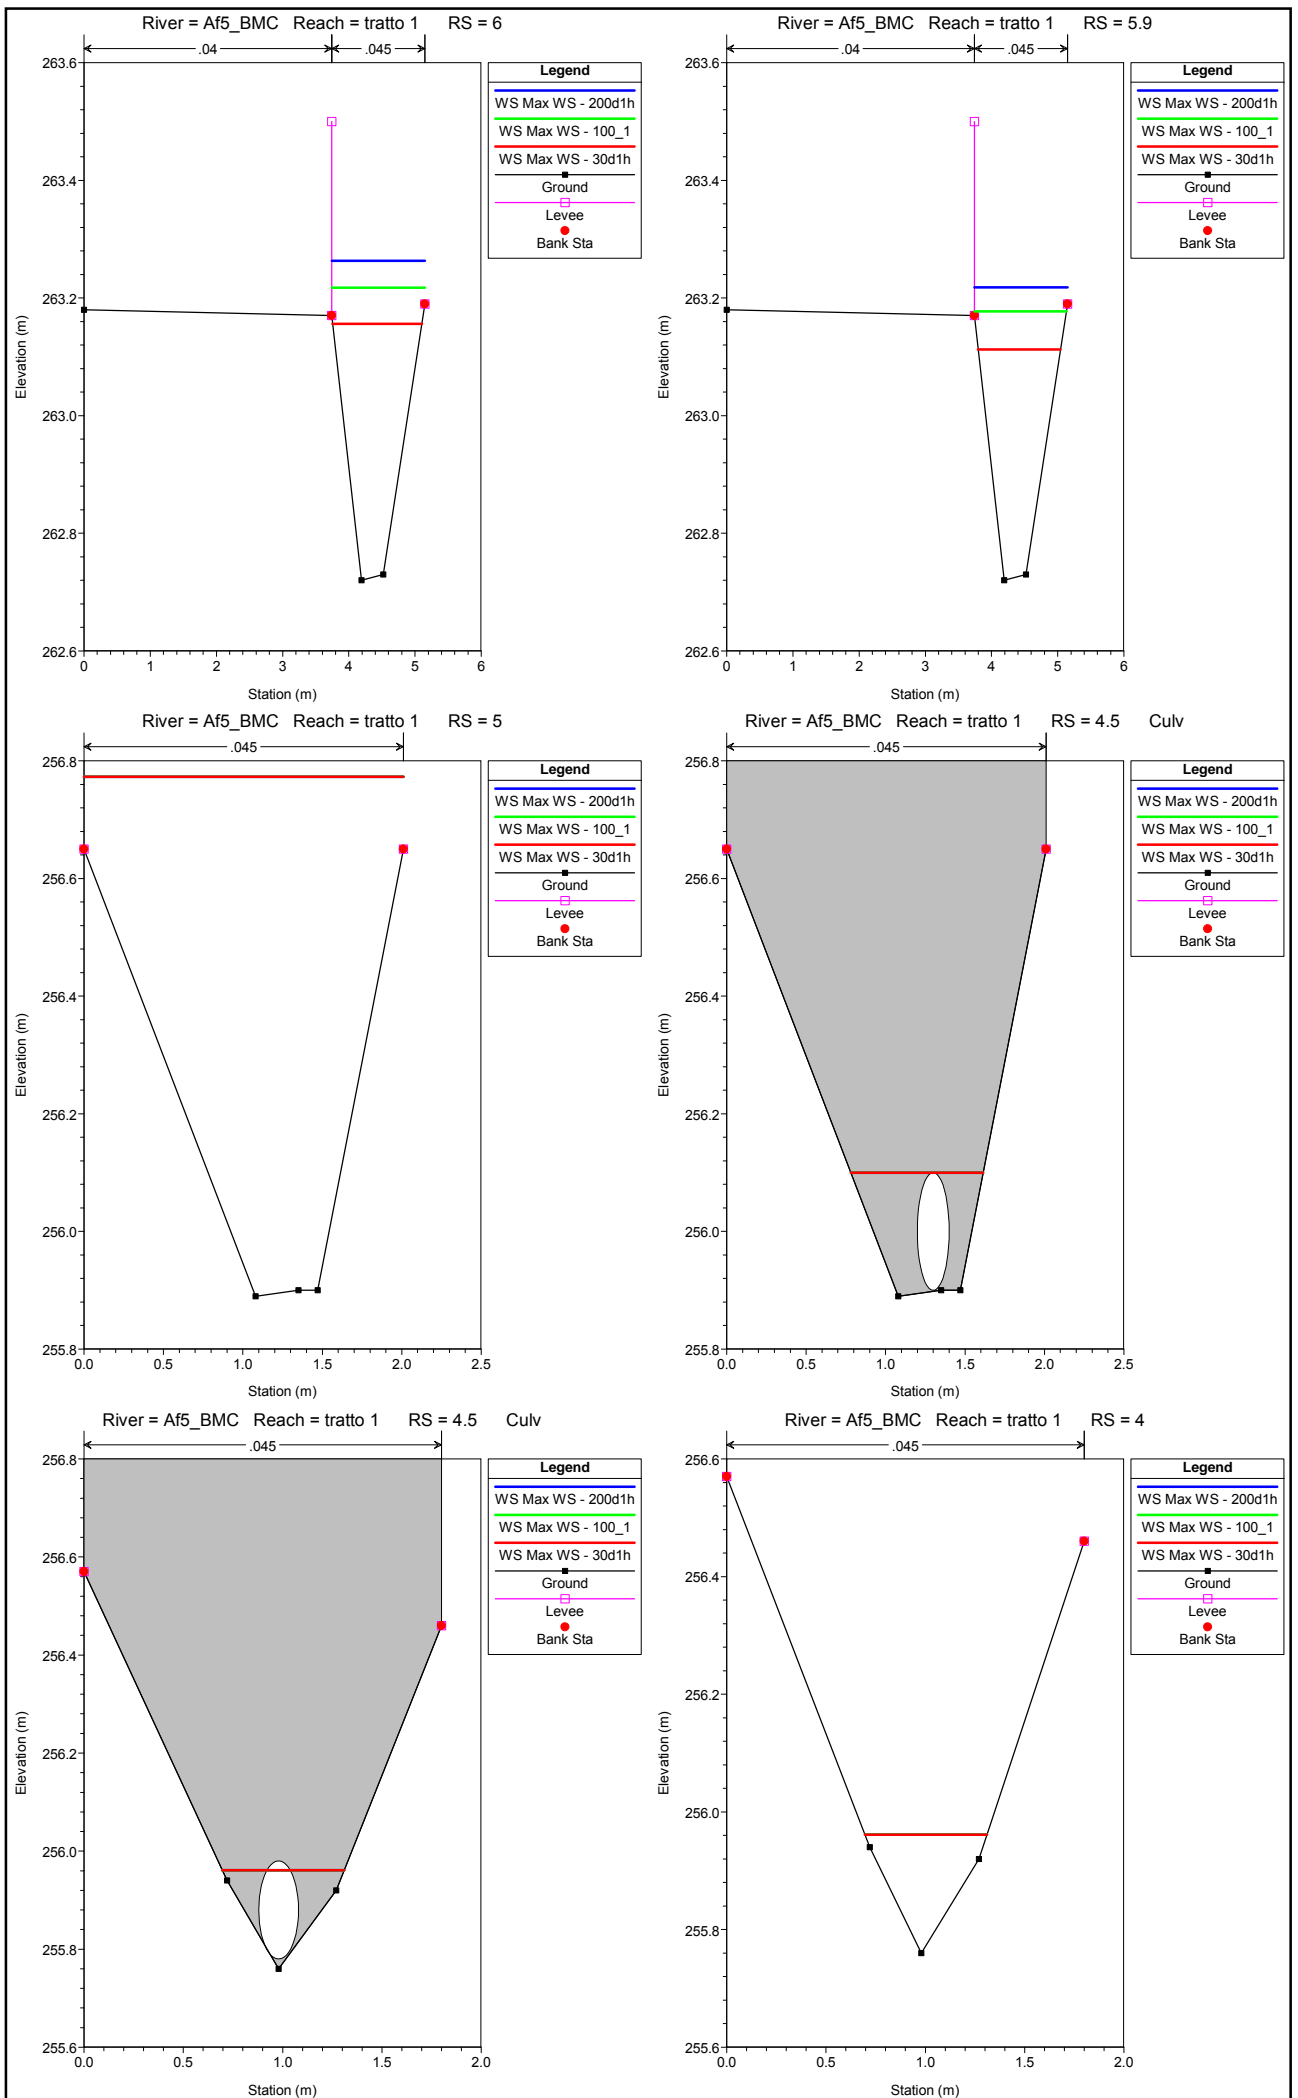 River = Af5_BMC   Reach = tratto 1      RS = 6
.04
.045
263.6
263.4
263.2
263.0
262.8
262.6
Elevation (m)
0 1 2 3 4 5 6
Station (m)
Legend
WS Max WS - 200d1h
WS Max WS - 100_1
WS Max WS - 30d1h
Ground
Levee
Bank Sta
River = Af5_BMC   Reach = tratto 1      RS = 5.9
.04
.045
263.6
263.4
263.2
263.0
262.8
262.6
Elevation (m)
0 1 2 3 4 5 6
Station (m)
Legend
WS Max WS - 200d1h
WS Max WS - 100_1
WS Max WS - 30d1h
Ground
Levee
Bank Sta
River = Af5_BMC   Reach = tratto 1      RS = 5
.045
256.8
256.6
256.4
256.2
256.0
255.8
Elevation (m)
0.0 0.5 1.0 1.5 2.0 2.5
Station (m)
Legend
WS Max WS - 200d1h
WS Max WS - 100_1
WS Max WS - 30d1h
Ground
Levee
Bank Sta
River = Af5_BMC   Reach = tratto 1      RS = 4.5      Culv
.045
256.8
256.6
256.4
256.2
256.0
255.8
Elevation (m)
0.0 0.5 1.0 1.5 2.0 2.5
Station (m)
Legend
WS Max WS - 200d1h
WS Max WS - 100_1
WS Max WS - 30d1h
Ground
Levee
Bank Sta
River = Af5_BMC   Reach = tratto 1      RS = 4.5      Culv
.045
256.8
256.6
256.4
256.2
256.0
255.8
255.6
Elevation (m)
0.0 0.5 1.0 1.5 2.0
Station (m)
Legend
WS Max WS - 200d1h
WS Max WS - 100_1
WS Max WS - 30d1h
Ground
Levee
Bank Sta
River = Af5_BMC   Reach = tratto 1      RS = 4
.045
256.6
256.4
256.2
256.0
255.8
255.6
Elevation (m)
0.0 0.5 1.0 1.5 2.0
Station (m)
Legend
WS Max WS - 200d1h
WS Max WS - 100_1
WS Max WS - 30d1h
Ground
Levee
Bank Sta